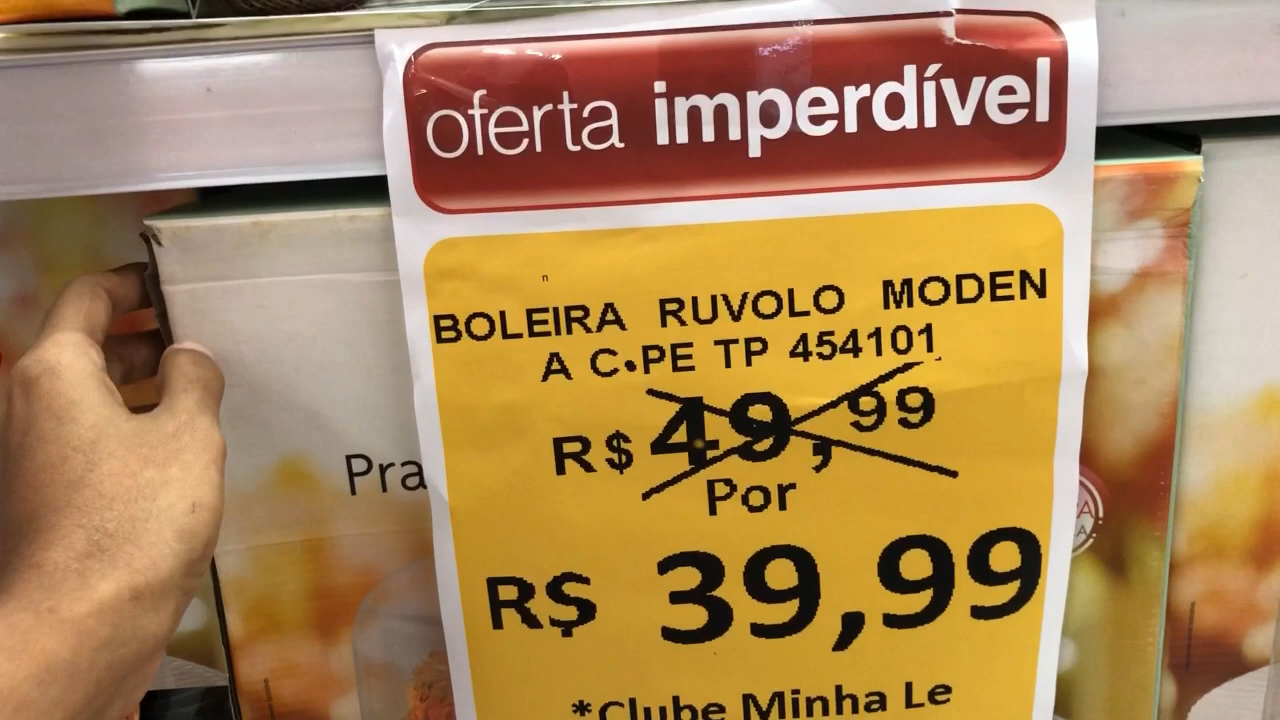 oferta imperdível
n
BOLEIRA RUVOLO MODEN
A C•PE TP 454101
R$ 49,99
Por
Pra
R$ 39,99
*Clube Minha Le